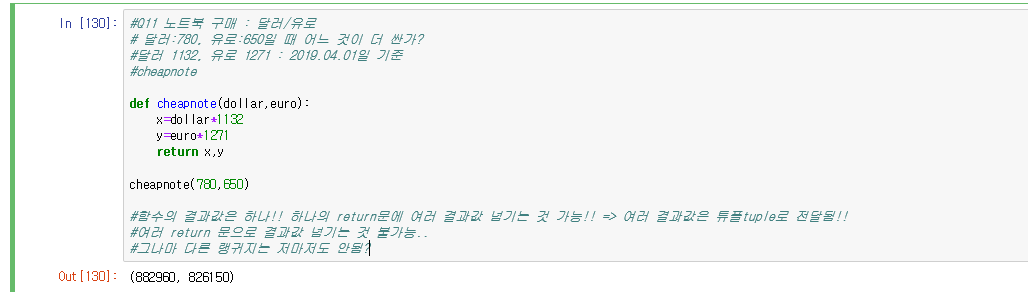 In [130]: #Q11 노트북 구매 : 달러/유로
# 달러:780, 유로:650일 때 어느 것이 더 싼가?
#달러 1132, 유로 1271 : 2019.04.01일 기준
#cheapnote
def cheapnote(dollar,euro):
x=dollar*1132
y=euro*1271
return x,y
cheapnote(780,650)
#함수의 결과값은 하나!! 하나의 return문에 여러 결과값 넘기는 것 가능!! => 여러 결과값은 튜플tuple로 전달됨!!
#여러 return 문으로 결과값 넘기는 것 불가능..
#그나마 다른 랭귀지는 저마저도 안됨?
Out[130]: (882960, 826150)